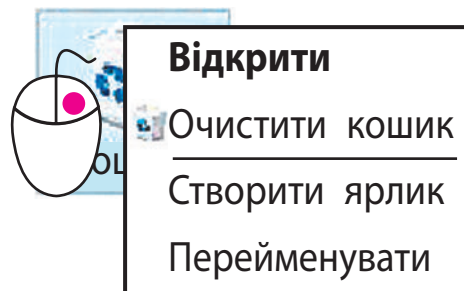 Відкрити
Очистити кошик
Створити ярлик
Перейменувати